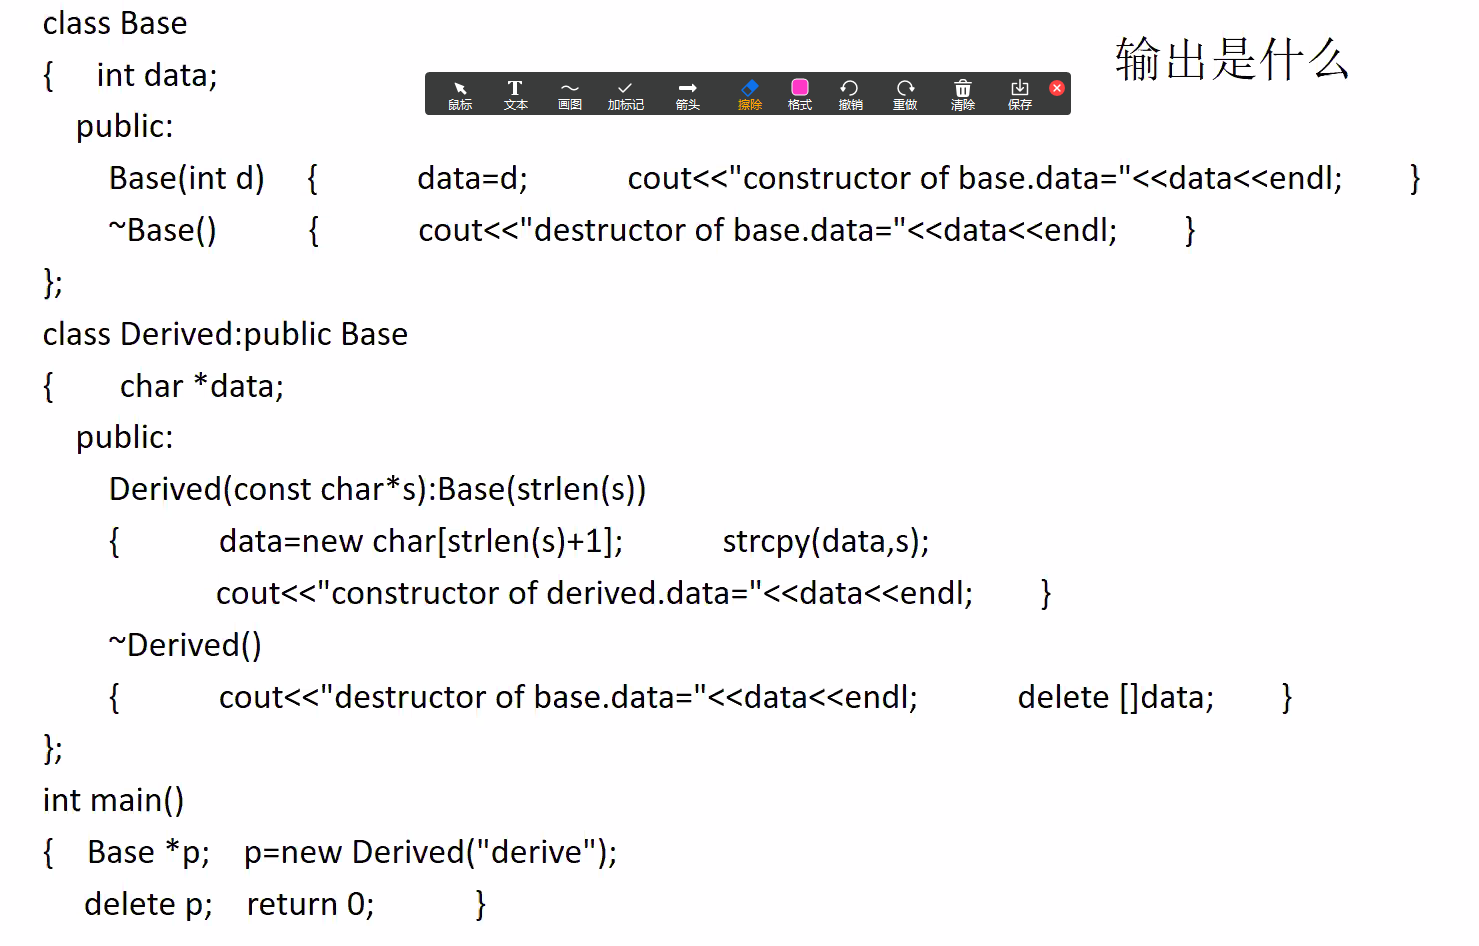 class Base
输出是什么
{ int data;
鼠标 文本 画图 加标记 箭头 擦除 格式 撤销 重做 清除 保存
public:
Base(int d) { data=d; cout<<"constructor of base.data="<<data<<endl; }
~Base() { cout<<"destructor of base.data="<<data<<endl; }
};
class Derived:public Base
{ char *data;
public:
Derived(const char*s):Base(strlen(s))
{ data=new char[strlen(s)+1]; strcpy(data,s);
cout<<"constructor of derived.data="<<data<<endl; }
~Derived()
{ cout<<"destructor of base.data="<<data<<endl; delete []data; }
};
int main()
{ Base *p; p=new Derived("derive");
delete p; return 0; }